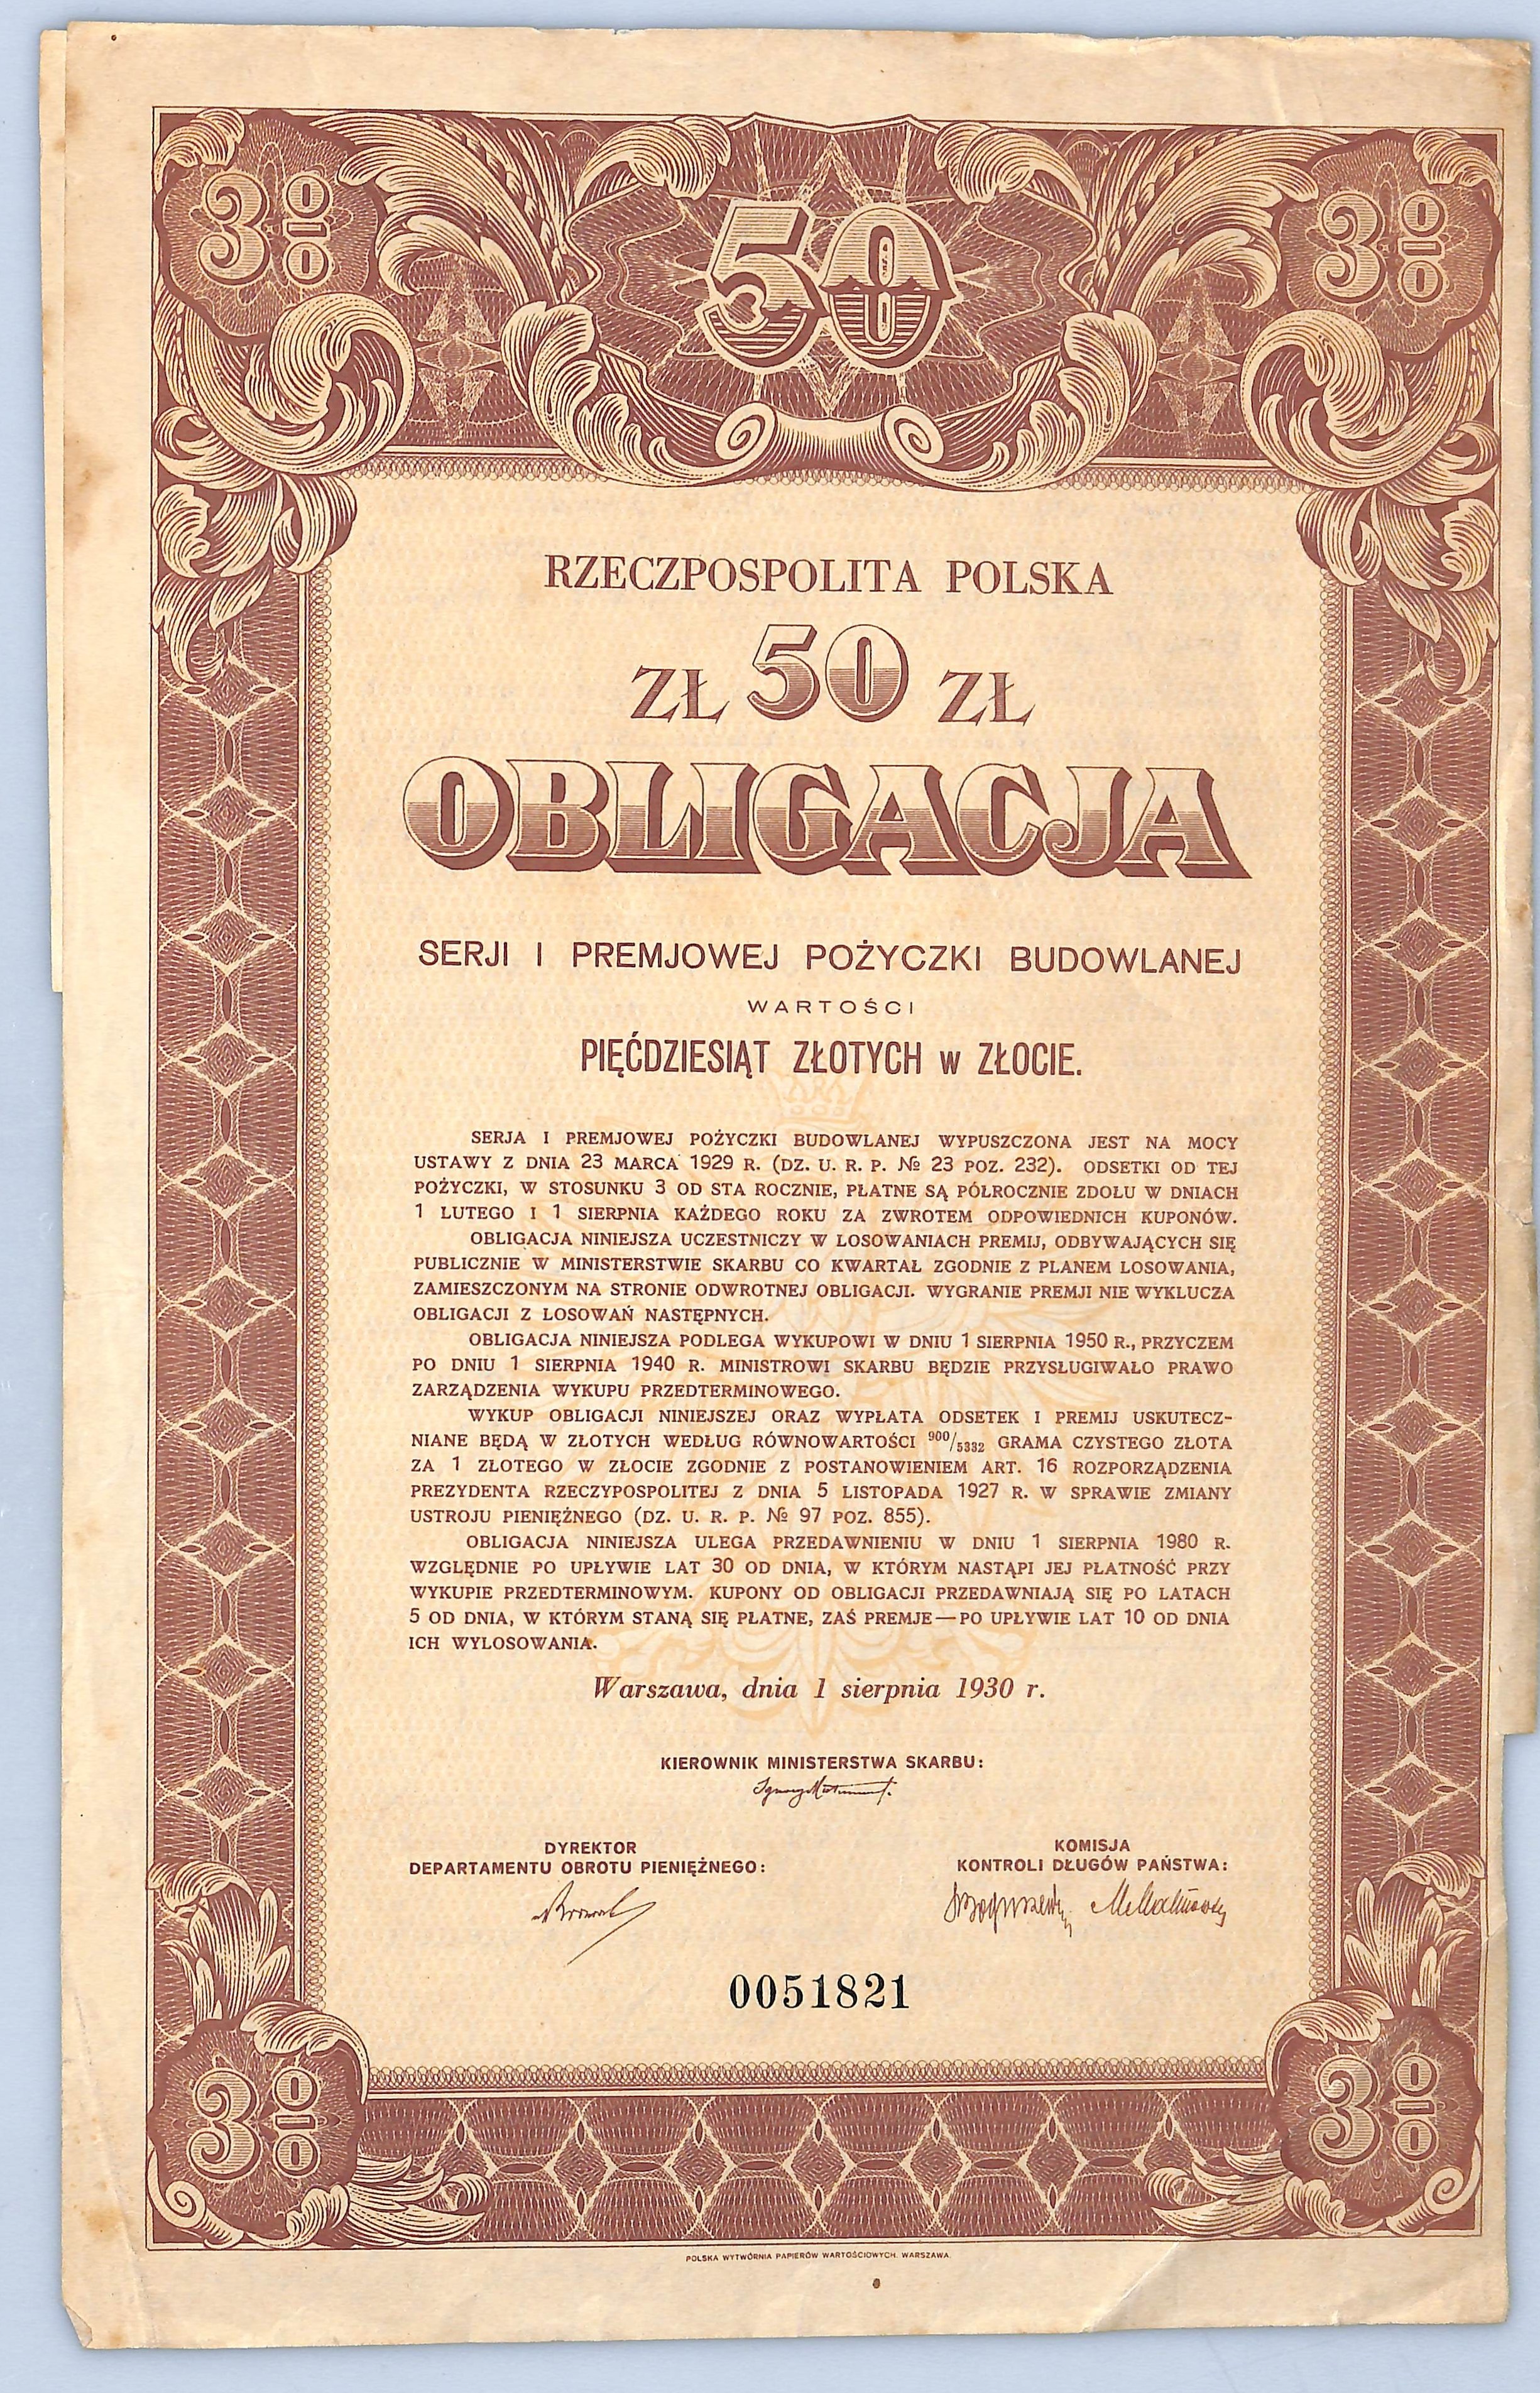 3%
50
3%
RZECZPOSPOLITA POLSKA
ZŁ 50 ZŁ
OBLIGACJA
SERJI I PREMJOWEJ POŻYCZKI BUDOWLANEJ
WARTOŚCI
PIĘĆDZIESIĄT ZŁOTYCH w ZŁOCIE.
SERJA I PREMJOWEJ POŻYCZKI BUDOWLANEJ WYPUSZCZONA JEST NA MOCY
USTAWY Z DNIA 23 MARCA 1929 R. (DZ. U. R. P. № 23 POZ. 232). ODSETKI OD TEJ
POŻYCZKI, W STOSUNKU 3 OD STA ROCZNIE, PŁATNE SĄ PÓŁROCZNIE ZDOŁU W DNIACH
1 LUTEGO I 1 SIERPNIA KAŻDEGO ROKU ZA ZWROTEM ODPOWIEDNICH KUPONÓW.
OBLIGACJA NINIEJSZA UCZESTNICZY W LOSOWANIACH PREMIJ, ODBYWAJĄCYCH SIĘ
PUBLICZNIE W MINISTERSTWIE SKARBU CO KWARTAŁ ZGODNIE Z PLANEM LOSOWANIA,
ZAMIESZCZONYM NA STRONIE ODWROTNEJ OBLIGACJI. WYGRANIE PREMJI NIE WYKLUCZA
OBLIGACJI Z LOSOWAŃ NASTĘPNYCH.
OBLIGACJA NINIEJSZA PODLEGA WYKUPOWI W DNIU 1 SIERPNIA 1950 R., PRZYCZEM
PO DNIU 1 SIERPNIA 1940 R. MINISTROWI SKARBU BĘDZIE PRZYSŁUGIWAŁO PRAWO
ZARZĄDZENIA WYKUPU PRZEDTERMINOWEGO.
WYKUP OBLIGACJI NINIEJSZEJ ORAZ WYPŁATA ODSETEK I PREMIJ USKUTECZ-
NIANE BĘDĄ W ZŁOTYCH WEDŁUG RÓWNOWARTOŚCI 900/5332 GRAMA CZYSTEGO ZŁOTA
ZA 1 ZŁOTEGO W ZŁOCIE ZGODNIE Z POSTANOWIENIEM ART. 16 ROZPORZĄDZENIA
PREZYDENTA RZECZYPOSPOLITEJ Z DNIA 5 LISTOPADA 1927 R. W SPRAWIE ZMIANY
USTROJU PIENIĘŻNEGO (DZ. U. R. P. № 97 POZ. 855).
OBLIGACJA NINIEJSZA ULEGA PRZEDAWNIENIU W DNIU 1 SIERPNIA 1980 R.
WZGLĘDNIE PO UPŁYWIE LAT 30 OD DNIA, W KTÓRYM NASTĄPI JEJ PŁATNOŚĆ PRZY
WYKUPIE PRZEDTERMINOWYM. KUPONY OD OBLIGACJI PRZEDAWNIAJĄ SIĘ PO LATACH
5 OD DNIA, W KTÓRYM STANĄ SIĘ PŁATNE, ZAŚ PREMJE—PO UPŁYWIE LAT 10 OD DNIA
ICH WYLOSOWANIA.
Warszawa, dnia 1 sierpnia 1930 r.
KIEROWNIK MINISTERSTWA SKARBU:
DYREKTOR
DEPARTAMENTU OBROTU PIENIĘŻNEGO:
KOMISJA
KONTROLI DŁUGÓW PAŃSTWA:
0051821
3%
3%
POLSKA WYTWÓRNIA PAPIERÓW WARTOŚCIOWYCH. WARSZAWA.